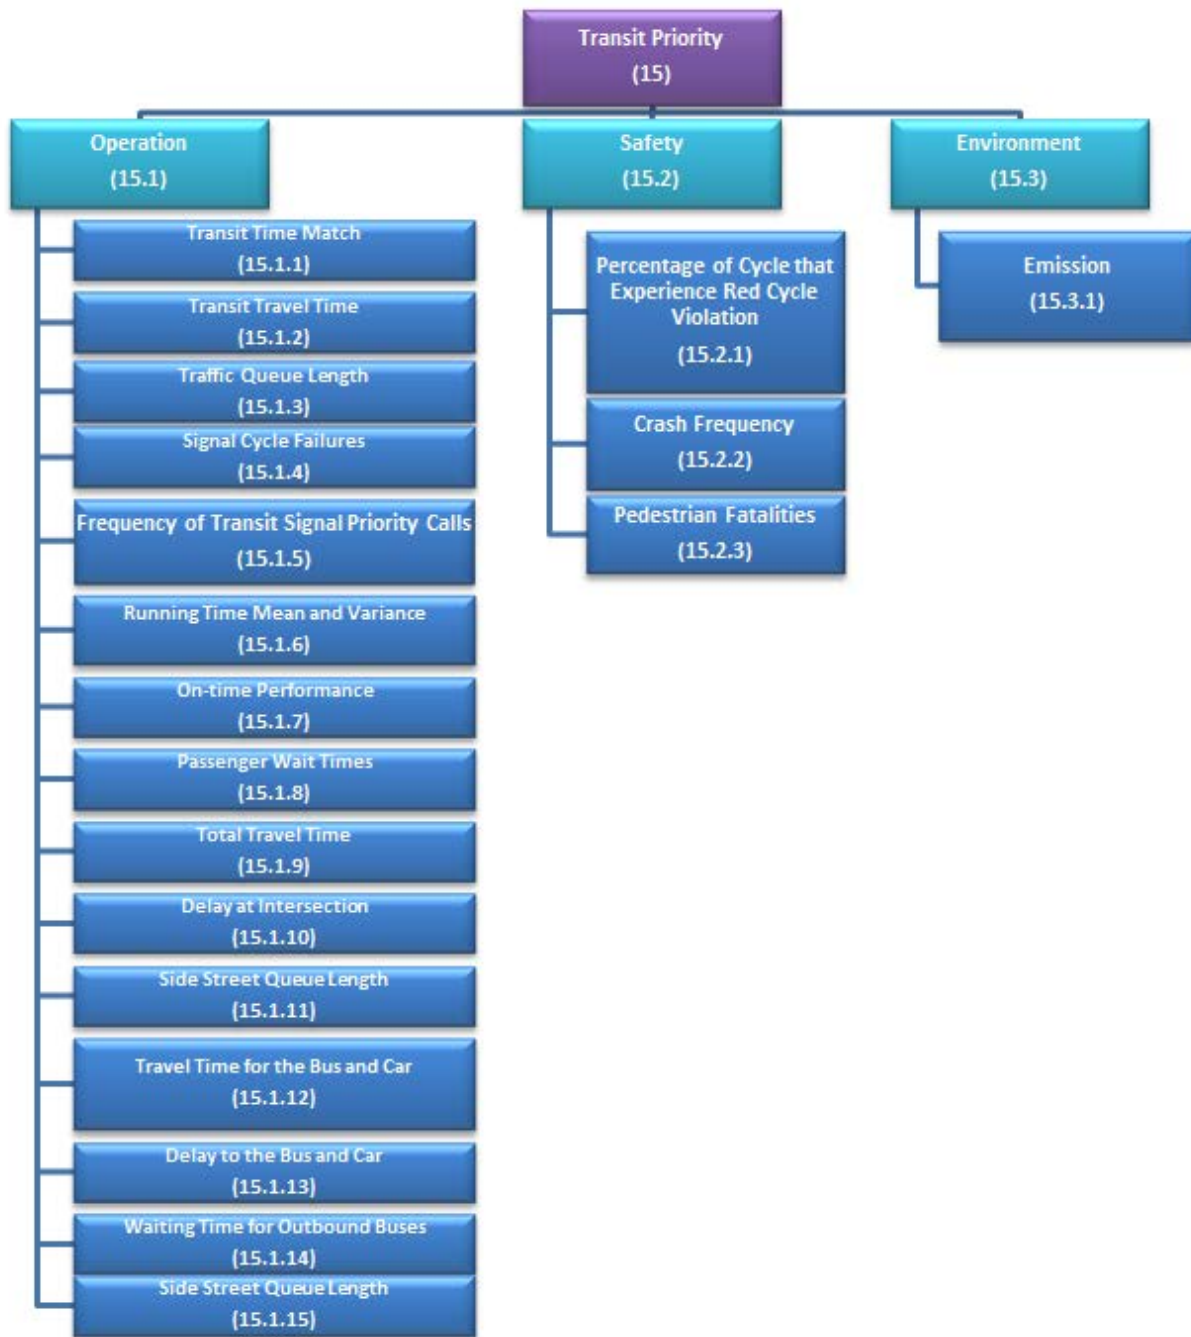 Transit Priority
(15)
Operation
(15.1)
Transit Time Match
(15.1.1)
Transit Travel Time
(15.1.2)
Traffic Queue Length
(15.1.3)
Signal Cycle Failures
(15.1.4)
Frequency of Transit Signal Priority Calls
(15.1.5)
Running Time Mean and Variance
(15.1.6)
On-time Performance
(15.1.7)
Passenger Wait Times
(15.1.8)
Total Travel Time
(15.1.9)
Delay at Intersection
(15.1.10)
Side Street Queue Length
(15.1.11)
Travel Time for the Bus and Car
(15.1.12)
Delay to the Bus and Car
(15.1.13)
Waiting Time for Outbound Buses
(15.1.14)
Side Street Queue Length
(15.1.15)
Safety
(15.2)
Percentage of Cycle that
Experience Red Cycle
Violation
(15.2.1)
Crash Frequency
(15.2.2)
Pedestrian Fatalities
(15.2.3)
Environment
(15.3)
Emission
(15.3.1)